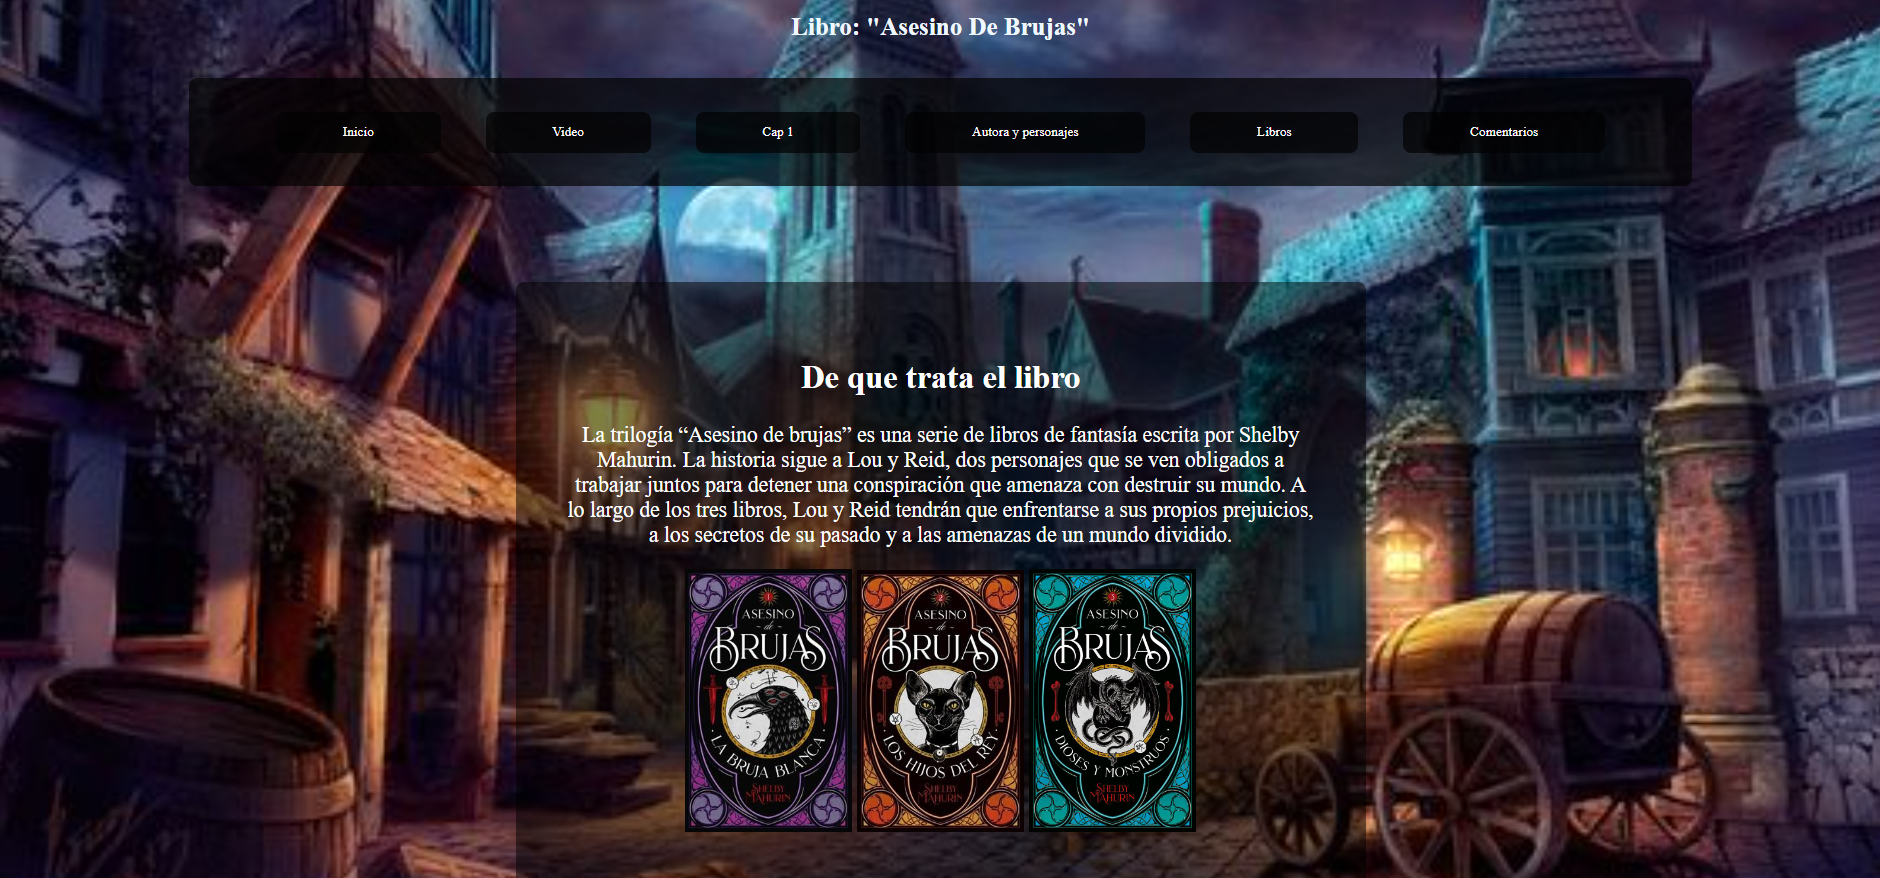 Libro: "Asesino De Brujas"
Inicio
Video
Cap 1
Autora y personajes
Libros
Comentarios
De que trata el libro
La trilogía “Asesino de brujas” es una serie de libros de fantasía escrita por Shelby
Mahurin. La historia sigue a Lou y Reid, dos personajes que se ven obligados a
trabajar juntos para detener una conspiración que amenaza con destruir su mundo. A
lo largo de los tres libros, Lou y Reid tendrán que enfrentarse a sus propios prejuicios,
a los secretos de su pasado y a las amenazas de un mundo dividido.
1
ASESINO
de
BRUJAS
LA BRUJA BLANCA
SHELBY
MAHURIN
2
ASESINO
de
BRUJAS
LOS HIJOS DEL REY
SHELBY
MAHURIN
3
ASESINO
de
BRUJAS
DIOSES Y MONSTRUOS
SHELBY
MAHURIN